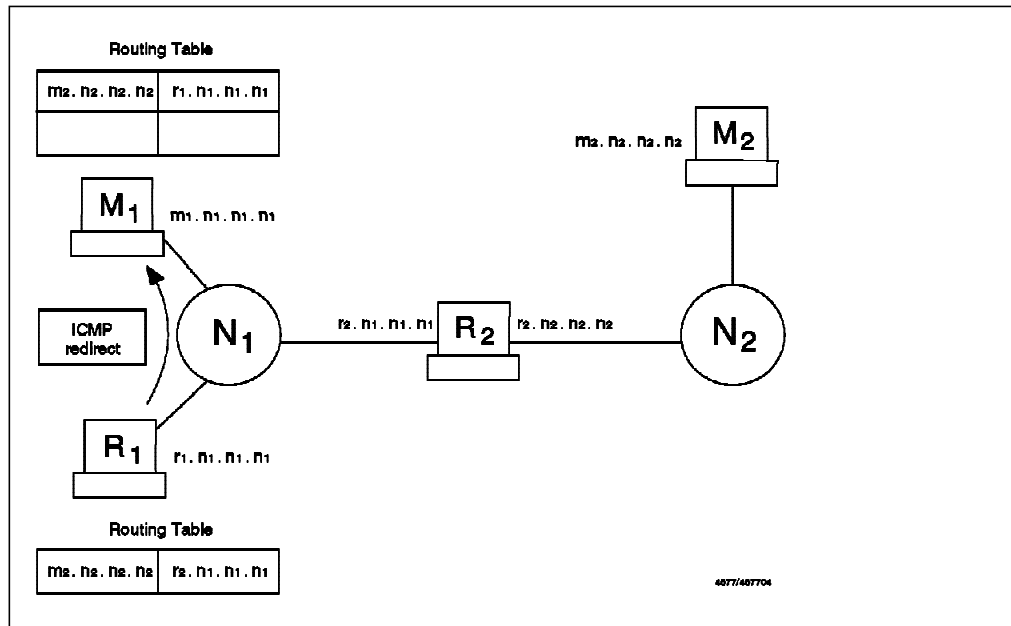 Routing Table
m2. n2. n2. n2 r1. n1. n1. n1
M2
m2. n2. n2. n2
M1
m1. n1. n1. n1
ICMP
redirect
N1
r2. n1. n1. n1
R2
r2. n2. n2. n2
N2
R1
r1. n1. n1. n1
Routing Table
m2. n2. n2. n2 r2. n1. n1. n1
4677/467704